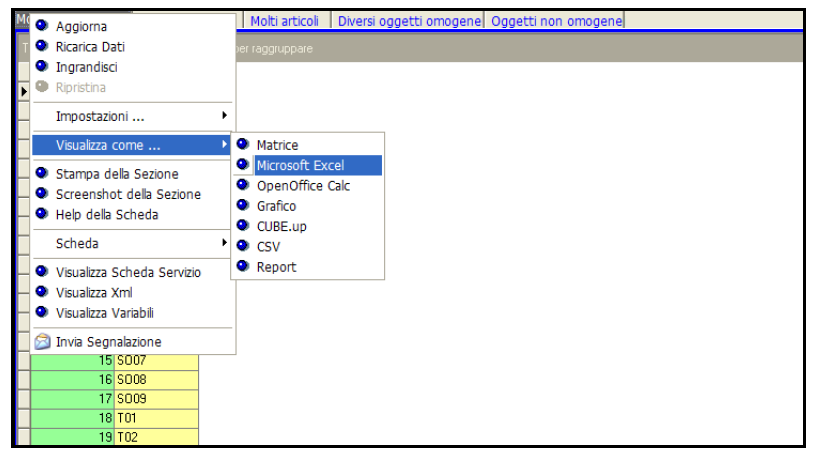 Mo
Molti articoli
Diversi oggetti omogene
Oggetti non omogene
T
per raggruppare
Aggiorna
Ricarica Dati
Ingrandisci
Ripristina
Impostazioni ...
Visualizza come ...
Stampa della Sezione
Screenshot della Sezione
Help della Scheda
Scheda
Visualizza Scheda Servizio
Visualizza Xml
Visualizza Variabili
Invia Segnalazione
Matrice
Microsoft Excel
OpenOffice Calc
Grafico
CUBE.up
CSV
Report
15 SO07
16 SO08
17 SO09
18 T01
19 T02